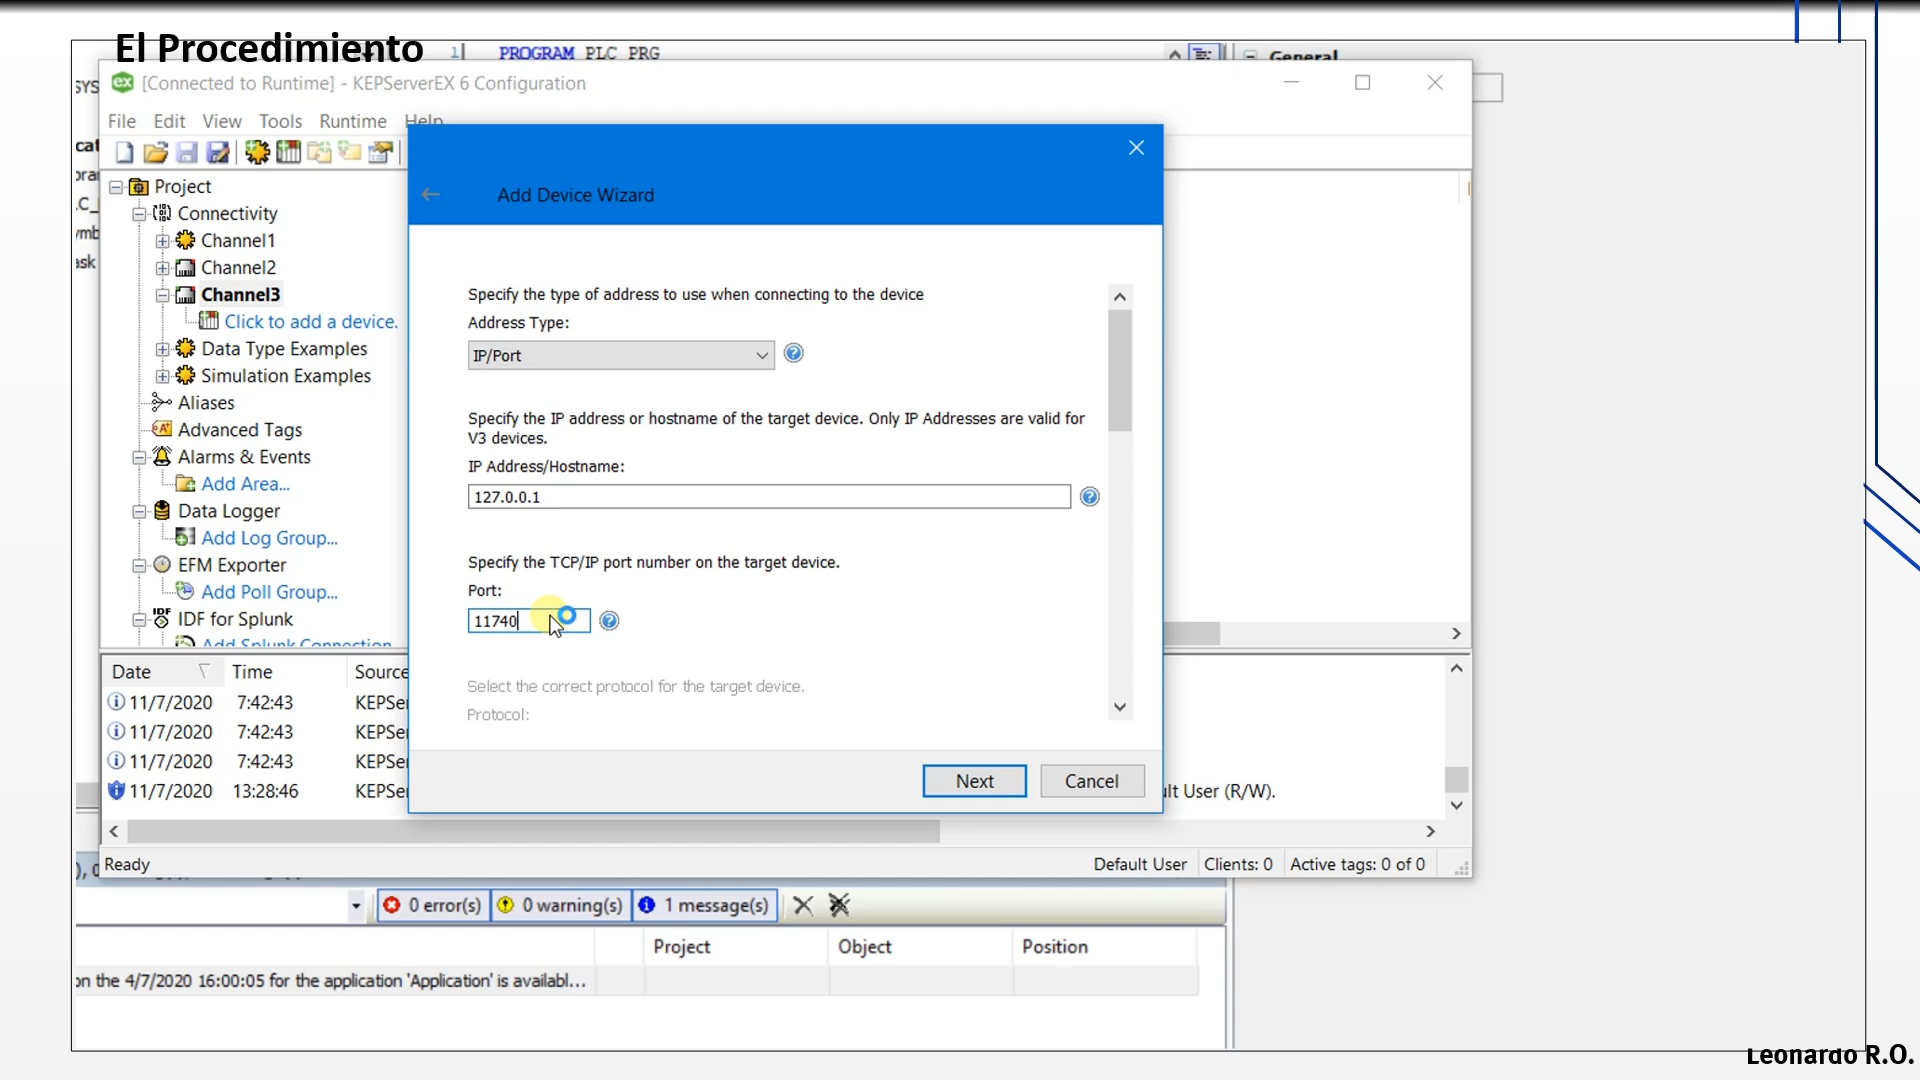 El Procedimiento
1
PROGRAM PLC_PRG
General
[Connected to Runtime] - KEPServerEX 6 Configuration
File Edit View Tools Runtime Help
Add Device Wizard
Project
Connectivity
Channel1
Channel2
Channel3
Click to add a device.
Data Type Examples
Simulation Examples
Aliases
Advanced Tags
Alarms & Events
Add Area...
Data Logger
Add Log Group...
EFM Exporter
Add Poll Group...
IDF for Splunk
Add Splunk Connection
Specify the type of address to use when connecting to the device
Address Type:
IP/Port
Specify the IP address or hostname of the target device. Only IP Addresses are valid for
V3 devices.
IP Address/Hostname:
127.0.0.1
Specify the TCP/IP port number on the target device.
Port:
11740
Select the correct protocol for the target device.
Protocol:
Next Cancel
Date Time Source
11/7/2020 7:42:43 KEPSe
11/7/2020 7:42:43 KEPSe
11/7/2020 7:42:43 KEPSe
11/7/2020 13:28:46 KEPSe
ult User (R/W).
Ready
Default User Clients: 0 Active tags: 0 of 0
0 error(s) 0 warning(s) 1 message(s)
Project Object Position
on the 4/7/2020 16:00:05 for the application 'Application' is availabl...
Leonardo R.O.